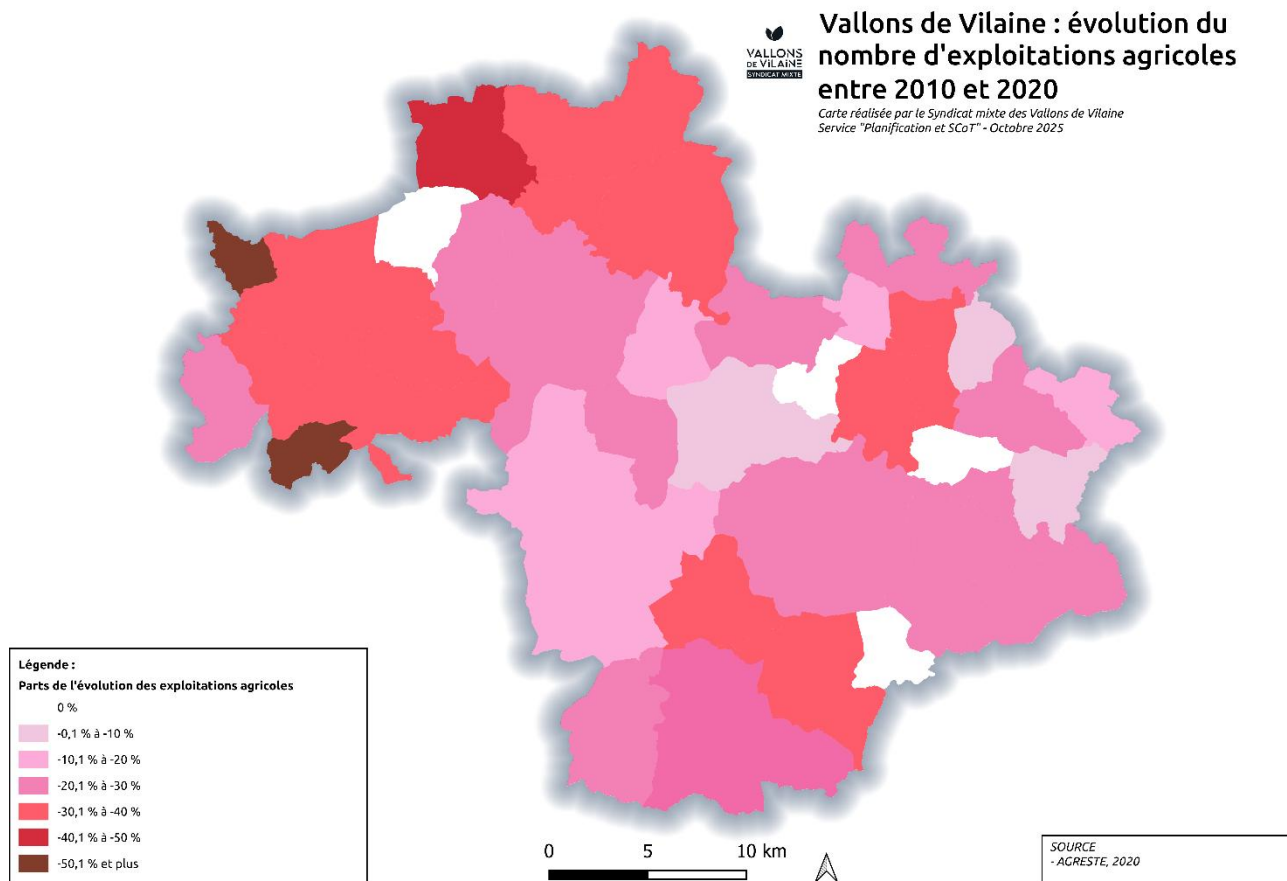 VALLONS
DE VILAINE
SYNDICAT MIXTE
Vallons de Vilaine : évolution du
nombre d'exploitations agricoles
entre 2010 et 2020
Carte réalisée par le Syndicat mixte des Vallons de Vilaine
Service "Planification et SCoT" - Octobre 2025
Légende :
Parts de l'évolution des exploitations agricoles
0 %
-0,1 % à -10 %
-10,1 % à -20 %
-20,1 % à -30 %
-30,1 % à -40 %
-40,1 % à -50 %
-50,1 % et plus
0 5 10 km
SOURCE
- AGRESTE, 2020